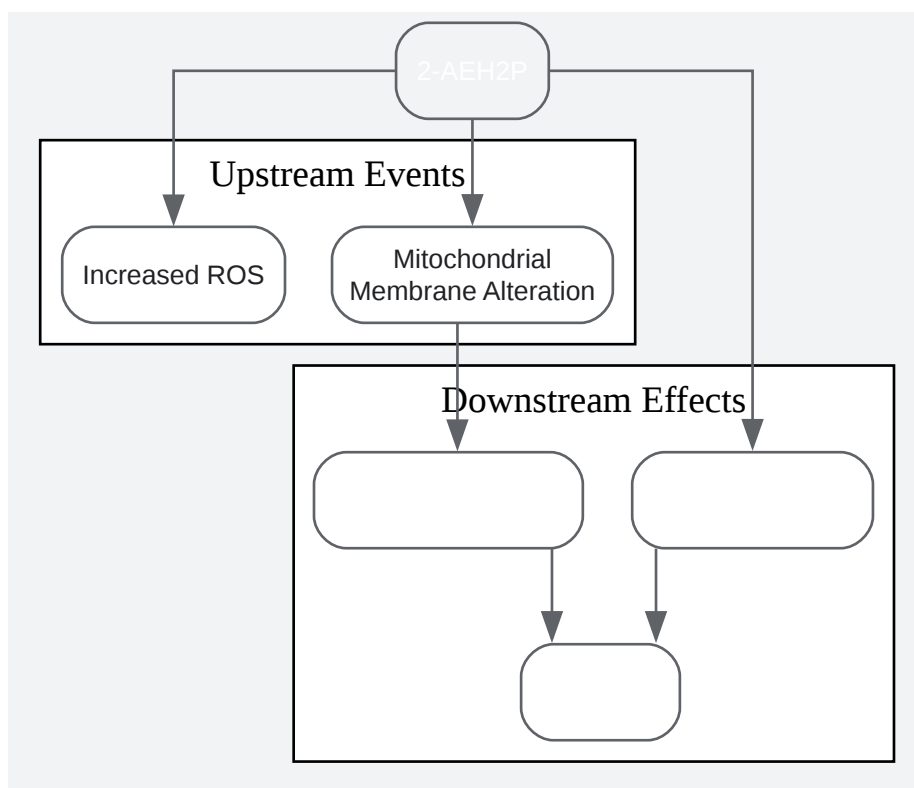 2-AEH2P
Upstream Events
Increased ROS
Mitochondrial
Membrane Alteration
Downstream Effects